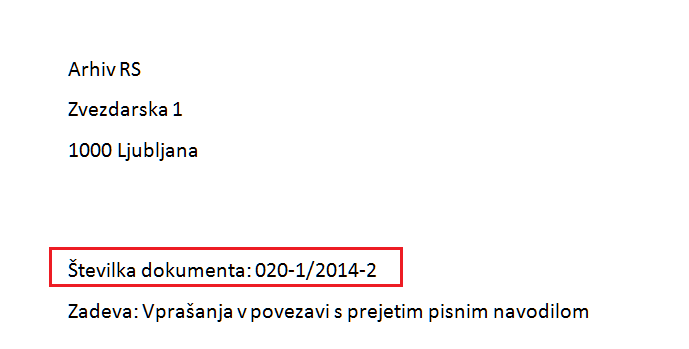 Arhiv RS
Zvezdarska 1
1000 Ljubljana
Številka dokumenta: 020-1/2014-2
Zadeva: Vprašanja v povezavi s prejetim pisnim navodilom